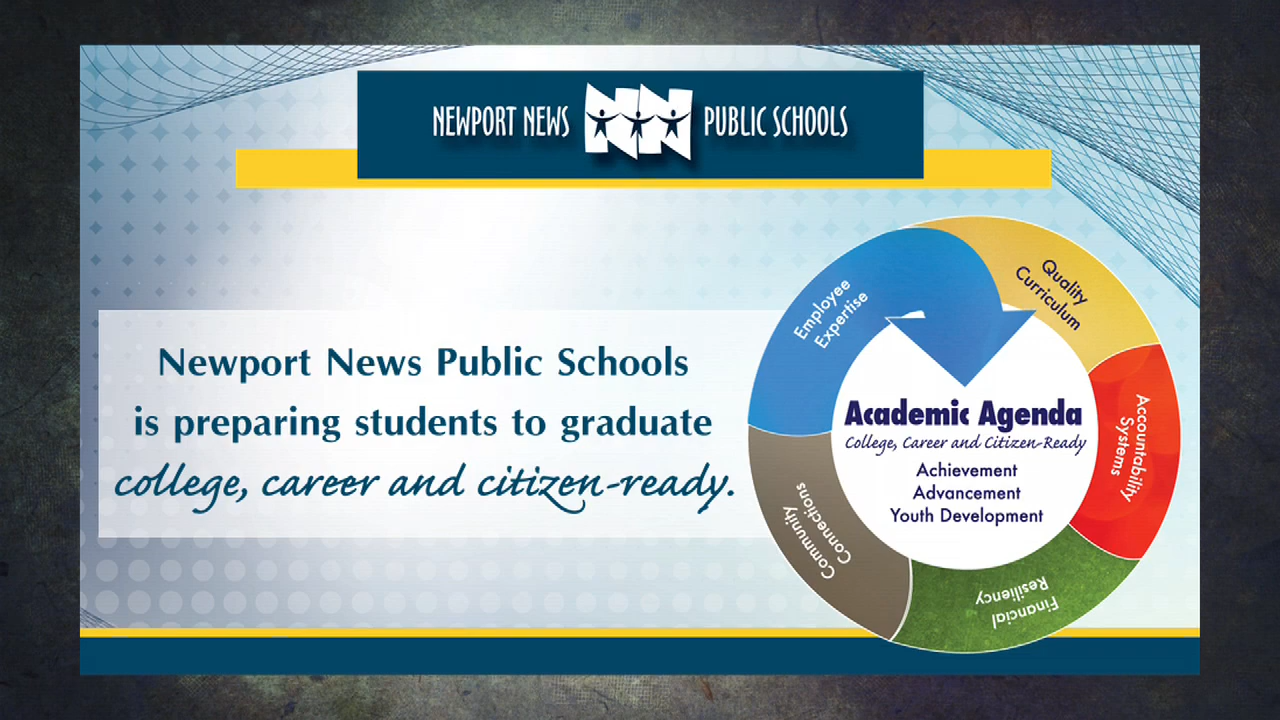 NEWPORT NEWS NN PUBLIC SCHOOLS
Newport News Public Schools
is preparing students to graduate
college, career and citizen-ready.
Employee
Expertise
Quality
Curriculum
Accountability
Systems
Financial
Resiliency
Community
Connections
Academic Agenda
College, Career and Citizen-Ready
Achievement
Advancement
Youth Development